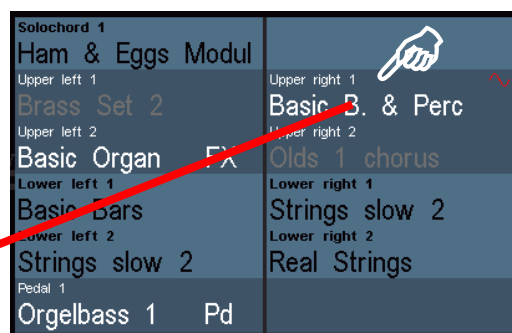 Solochord 1
Ham & Eggs Modul
Upper left 1
Brass Set 2
Upper left 2
Basic Organ FX
Lower left 1
Basic Bars
Lower left 2
Strings slow 2
Pedal 1
Orgelbass 1 Pd
Upper right 1
Basic B. & Perc
Upper right 2
Olds 1 chorus
Lower right 1
Strings slow 2
Lower right 2
Real Strings